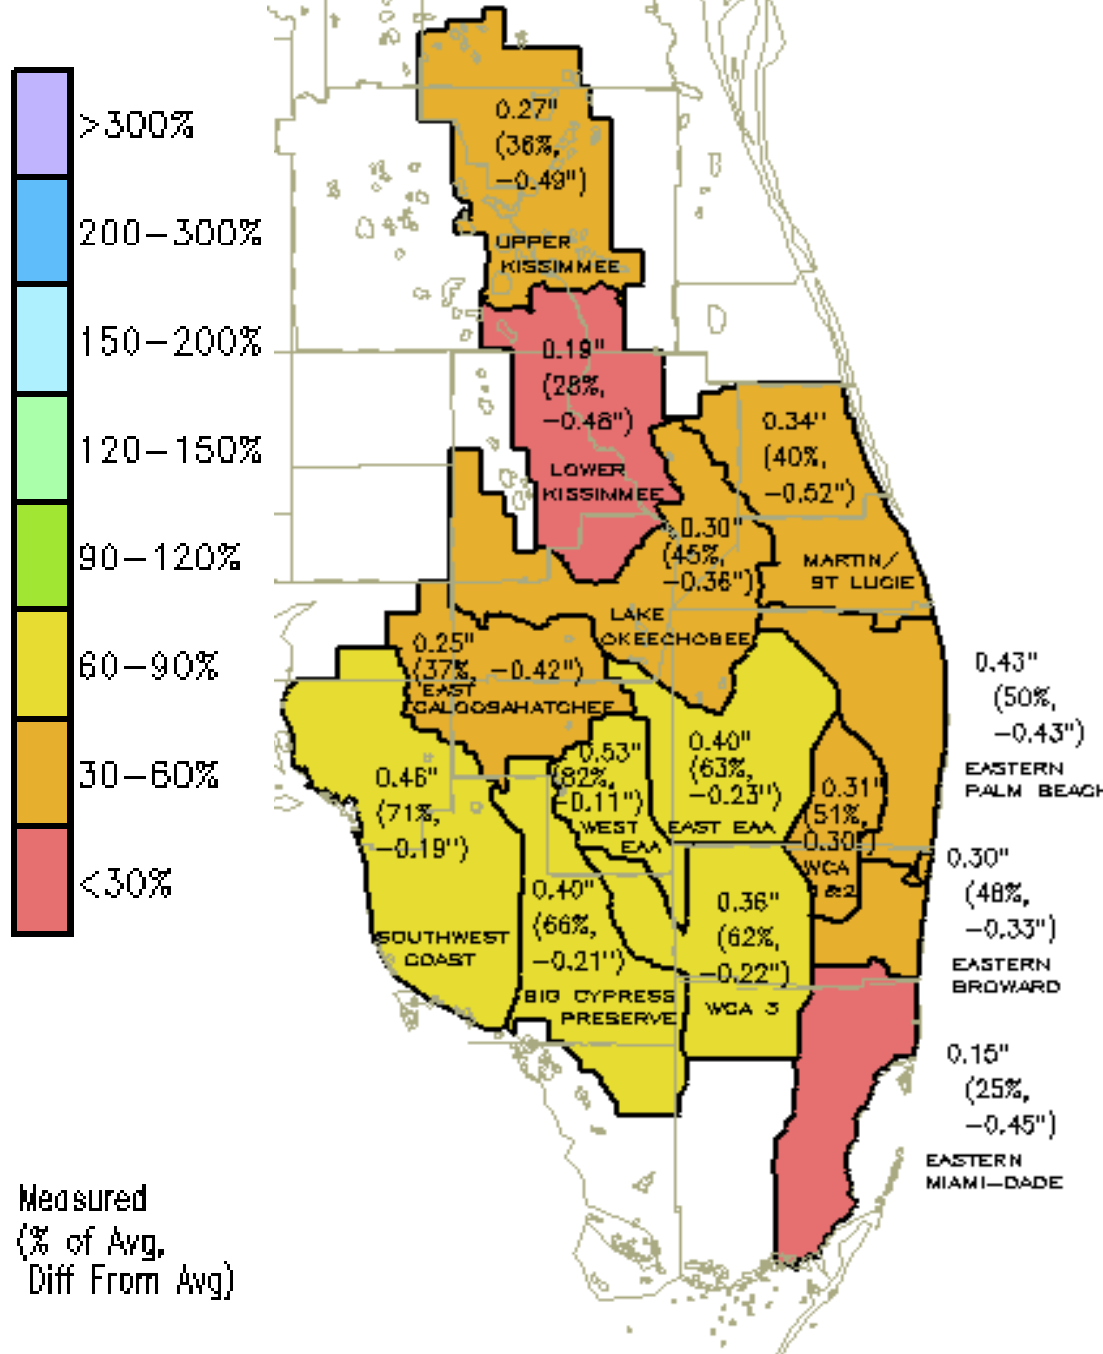 >300%
200-300%
150-200%
120-150%
90-120%
60-90%
30-60%
<30%
Measured
(% of Avg,
Diff From Avg)
0.27"
(36%,
-0.49")
UPPER
KISSIMMEE
0.19"
(28%,
-0.48")
LOWER
KISSIMMEE
0.34"
(40%,
-0.52")
MARTIN/
ST LUCIE
0.30"
(45%,
-0.36")
LAKE
OKEECHOBEE
0.25"
(37%, -0.42")
EAST
CALOOSAHATCHEE
0.43"
(50%,
-0.43")
EASTERN
PALM BEACH
0.53"
(82%,
-0.11")
WEST
EAA
0.40"
(63%,
-0.23")
EAST EAA
0.46"
(71%,
-0.19")
SOUTHWEST
COAST
0.31"
(51%,
-0.30")
WCA
1&2
0.30"
(48%,
-0.33")
EASTERN
BROWARD
0.40"
(66%,
-0.21")
BIG CYPRESS
PRESERVE
0.36"
(62%,
-0.22")
WCA 3
0.15"
(25%,
-0.45")
EASTERN
MIAMI-DADE